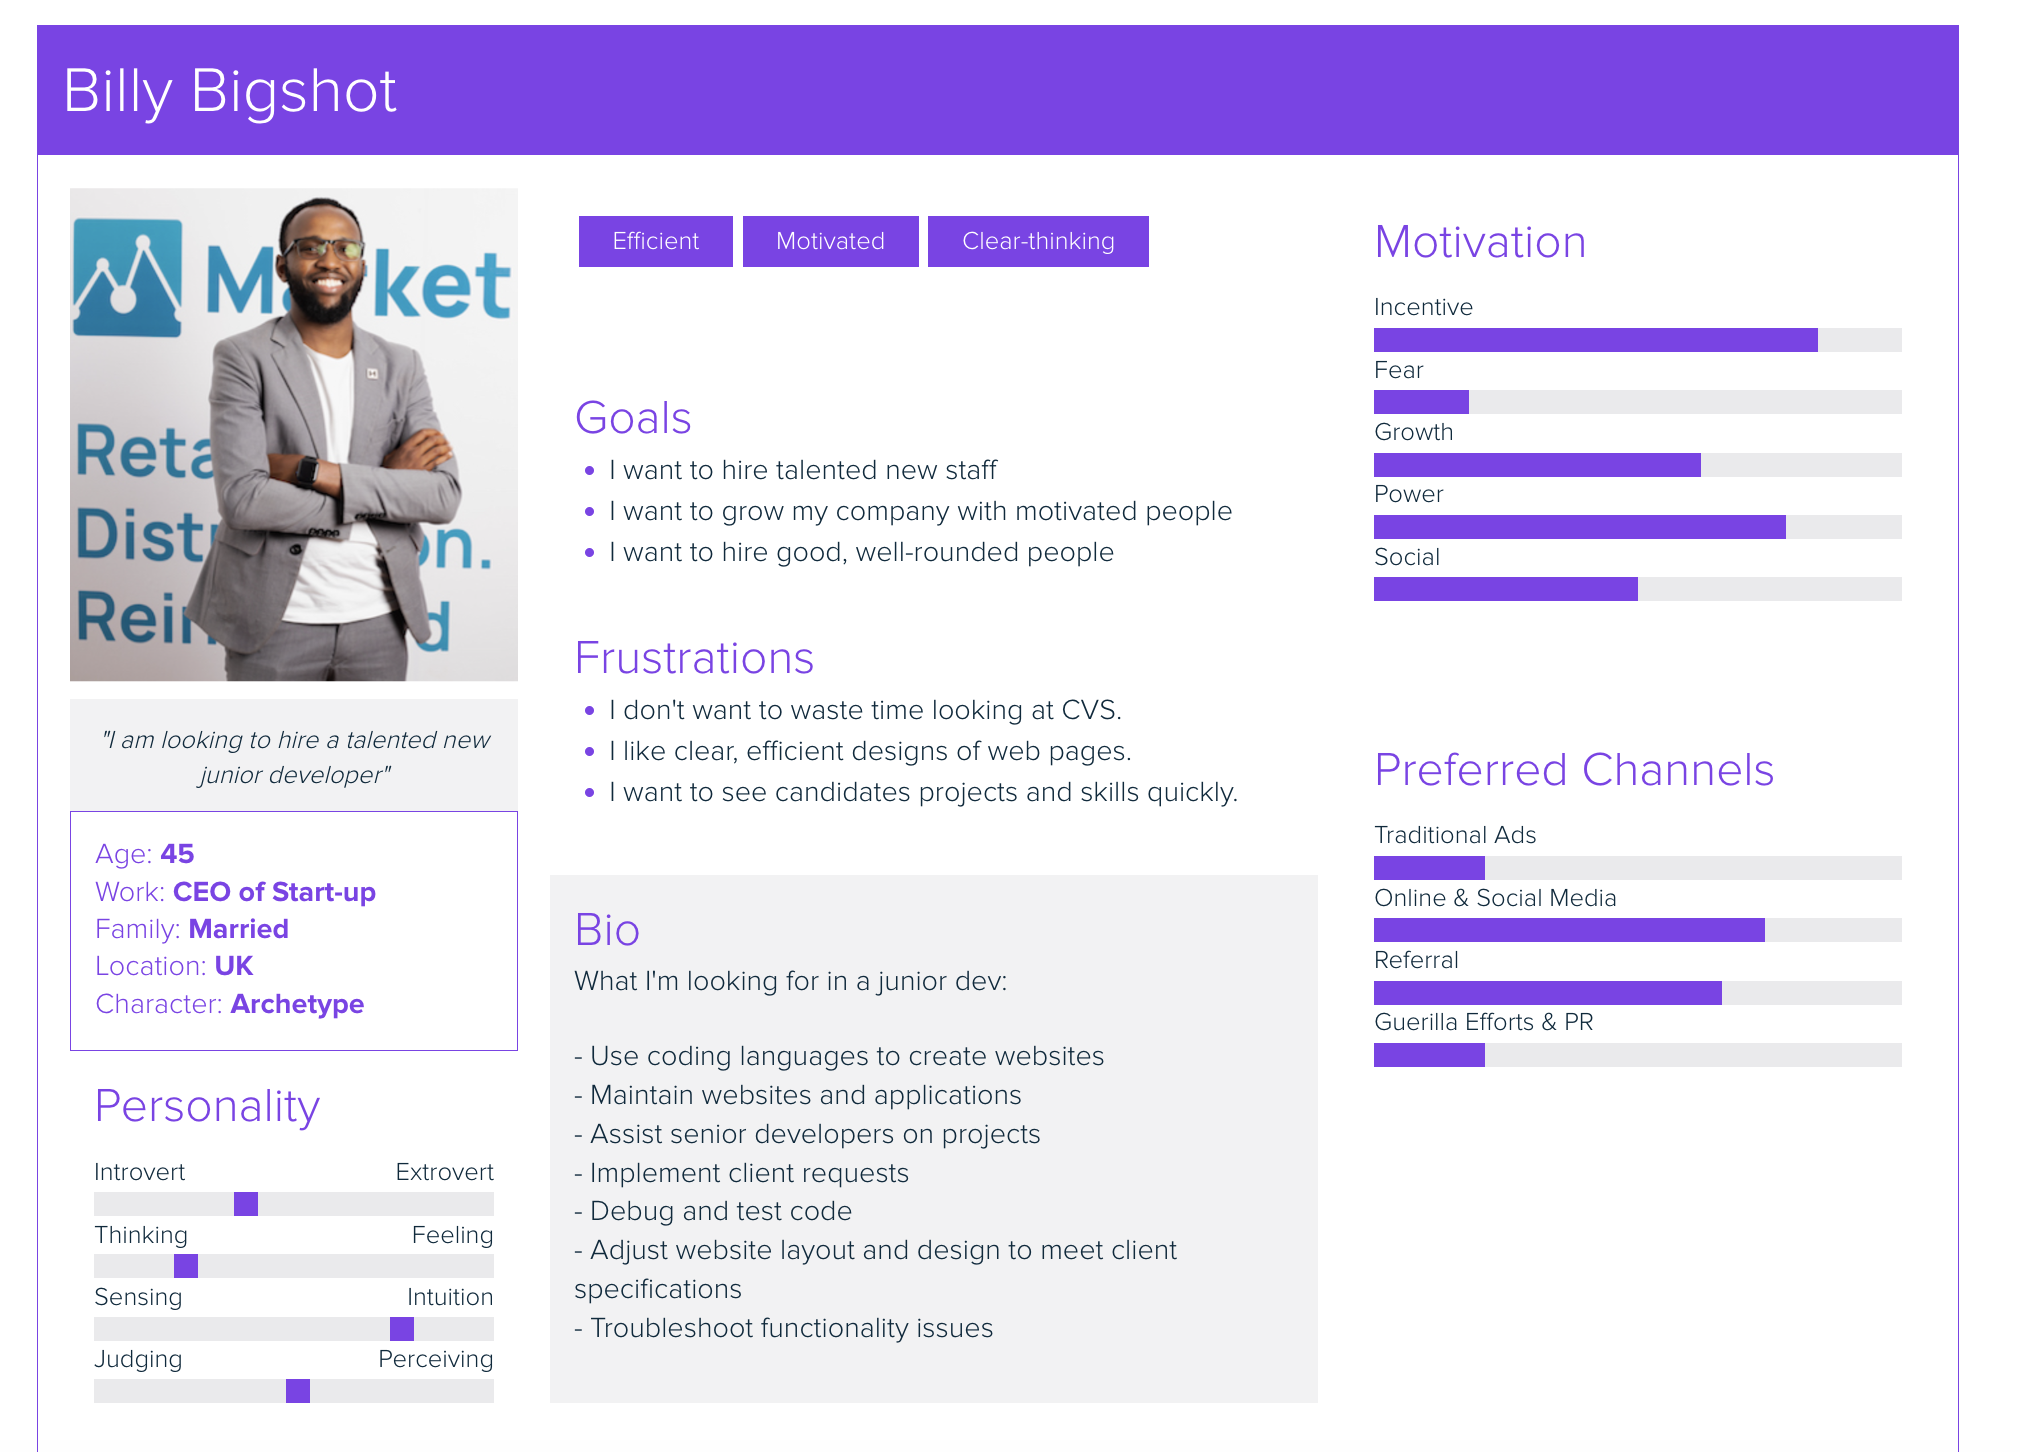 Billy Bigshot
Market
Reta
Dist on.
Rein d
"I am looking to hire a talented new
junior developer"
Age: 45
Work: CEO of Start-up
Family: Married
Location: UK
Character: Archetype
Personality
Introvert Extrovert
Thinking Feeling
Sensing Intuition
Judging Perceiving
Efficient Motivated Clear-thinking
Goals
I want to hire talented new staff
I want to grow my company with motivated people
I want to hire good, well-rounded people
Frustrations
I don't want to waste time looking at CVS.
I like clear, efficient designs of web pages.
I want to see candidates projects and skills quickly.
Bio
What I'm looking for in a junior dev:
- Use coding languages to create websites
- Maintain websites and applications
- Assist senior developers on projects
- Implement client requests
- Debug and test code
- Adjust website layout and design to meet client
specifications
- Troubleshoot functionality issues
Motivation
Incentive
Fear
Growth
Power
Social
Preferred Channels
Traditional Ads
Online & Social Media
Referral
Guerilla Efforts & PR